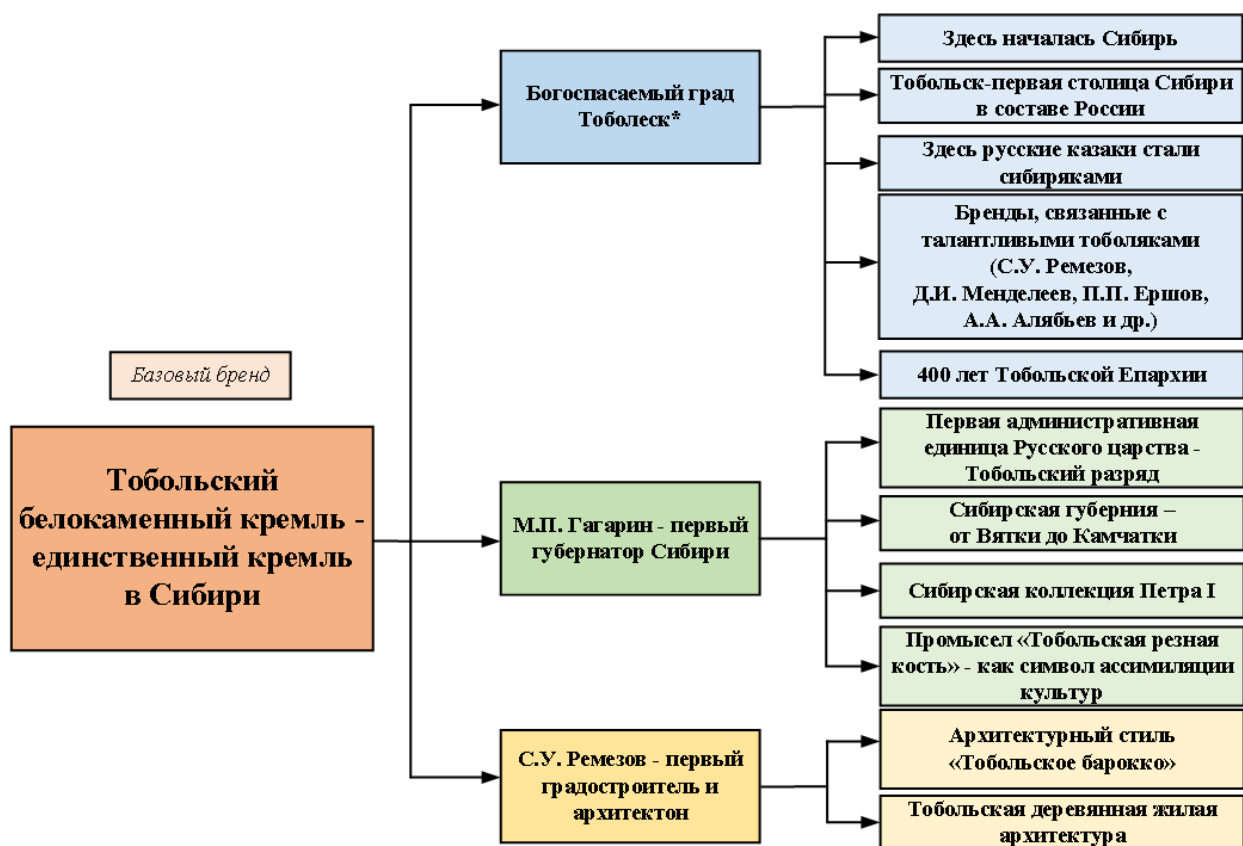 Базовый бренд
Тобольский
белокаменный кремль -
единственный кремль
в Сибири
Богоспасаемый град
Тоболеск*
Здесь началась Сибирь
Тобольск-первая столица Сибири
в составе России
Здесь русские казаки стали
сибиряками
Бренды, связанные с
талантливыми тоболяками
(С.У. Ремезов,
Д.И. Менделеев, П.П. Ершов,
А.А. Алябьев и др.)
400 лет Тобольской Епархии
М.П. Гагарин - первый
губернатор Сибири
Первая административная
единица Русского царства -
Тобольский разряд
Сибирская губерния –
от Вятки до Камчатки
Сибирская коллекция Петра I
Промысел «Тобольская резная
кость» - как символ ассимиляции
культур
С.У. Ремезов - первый
градостроитель и
архитектон
Архитектурный стиль
«Тобольское барокко»
Тобольская деревянная жилая
архитектура